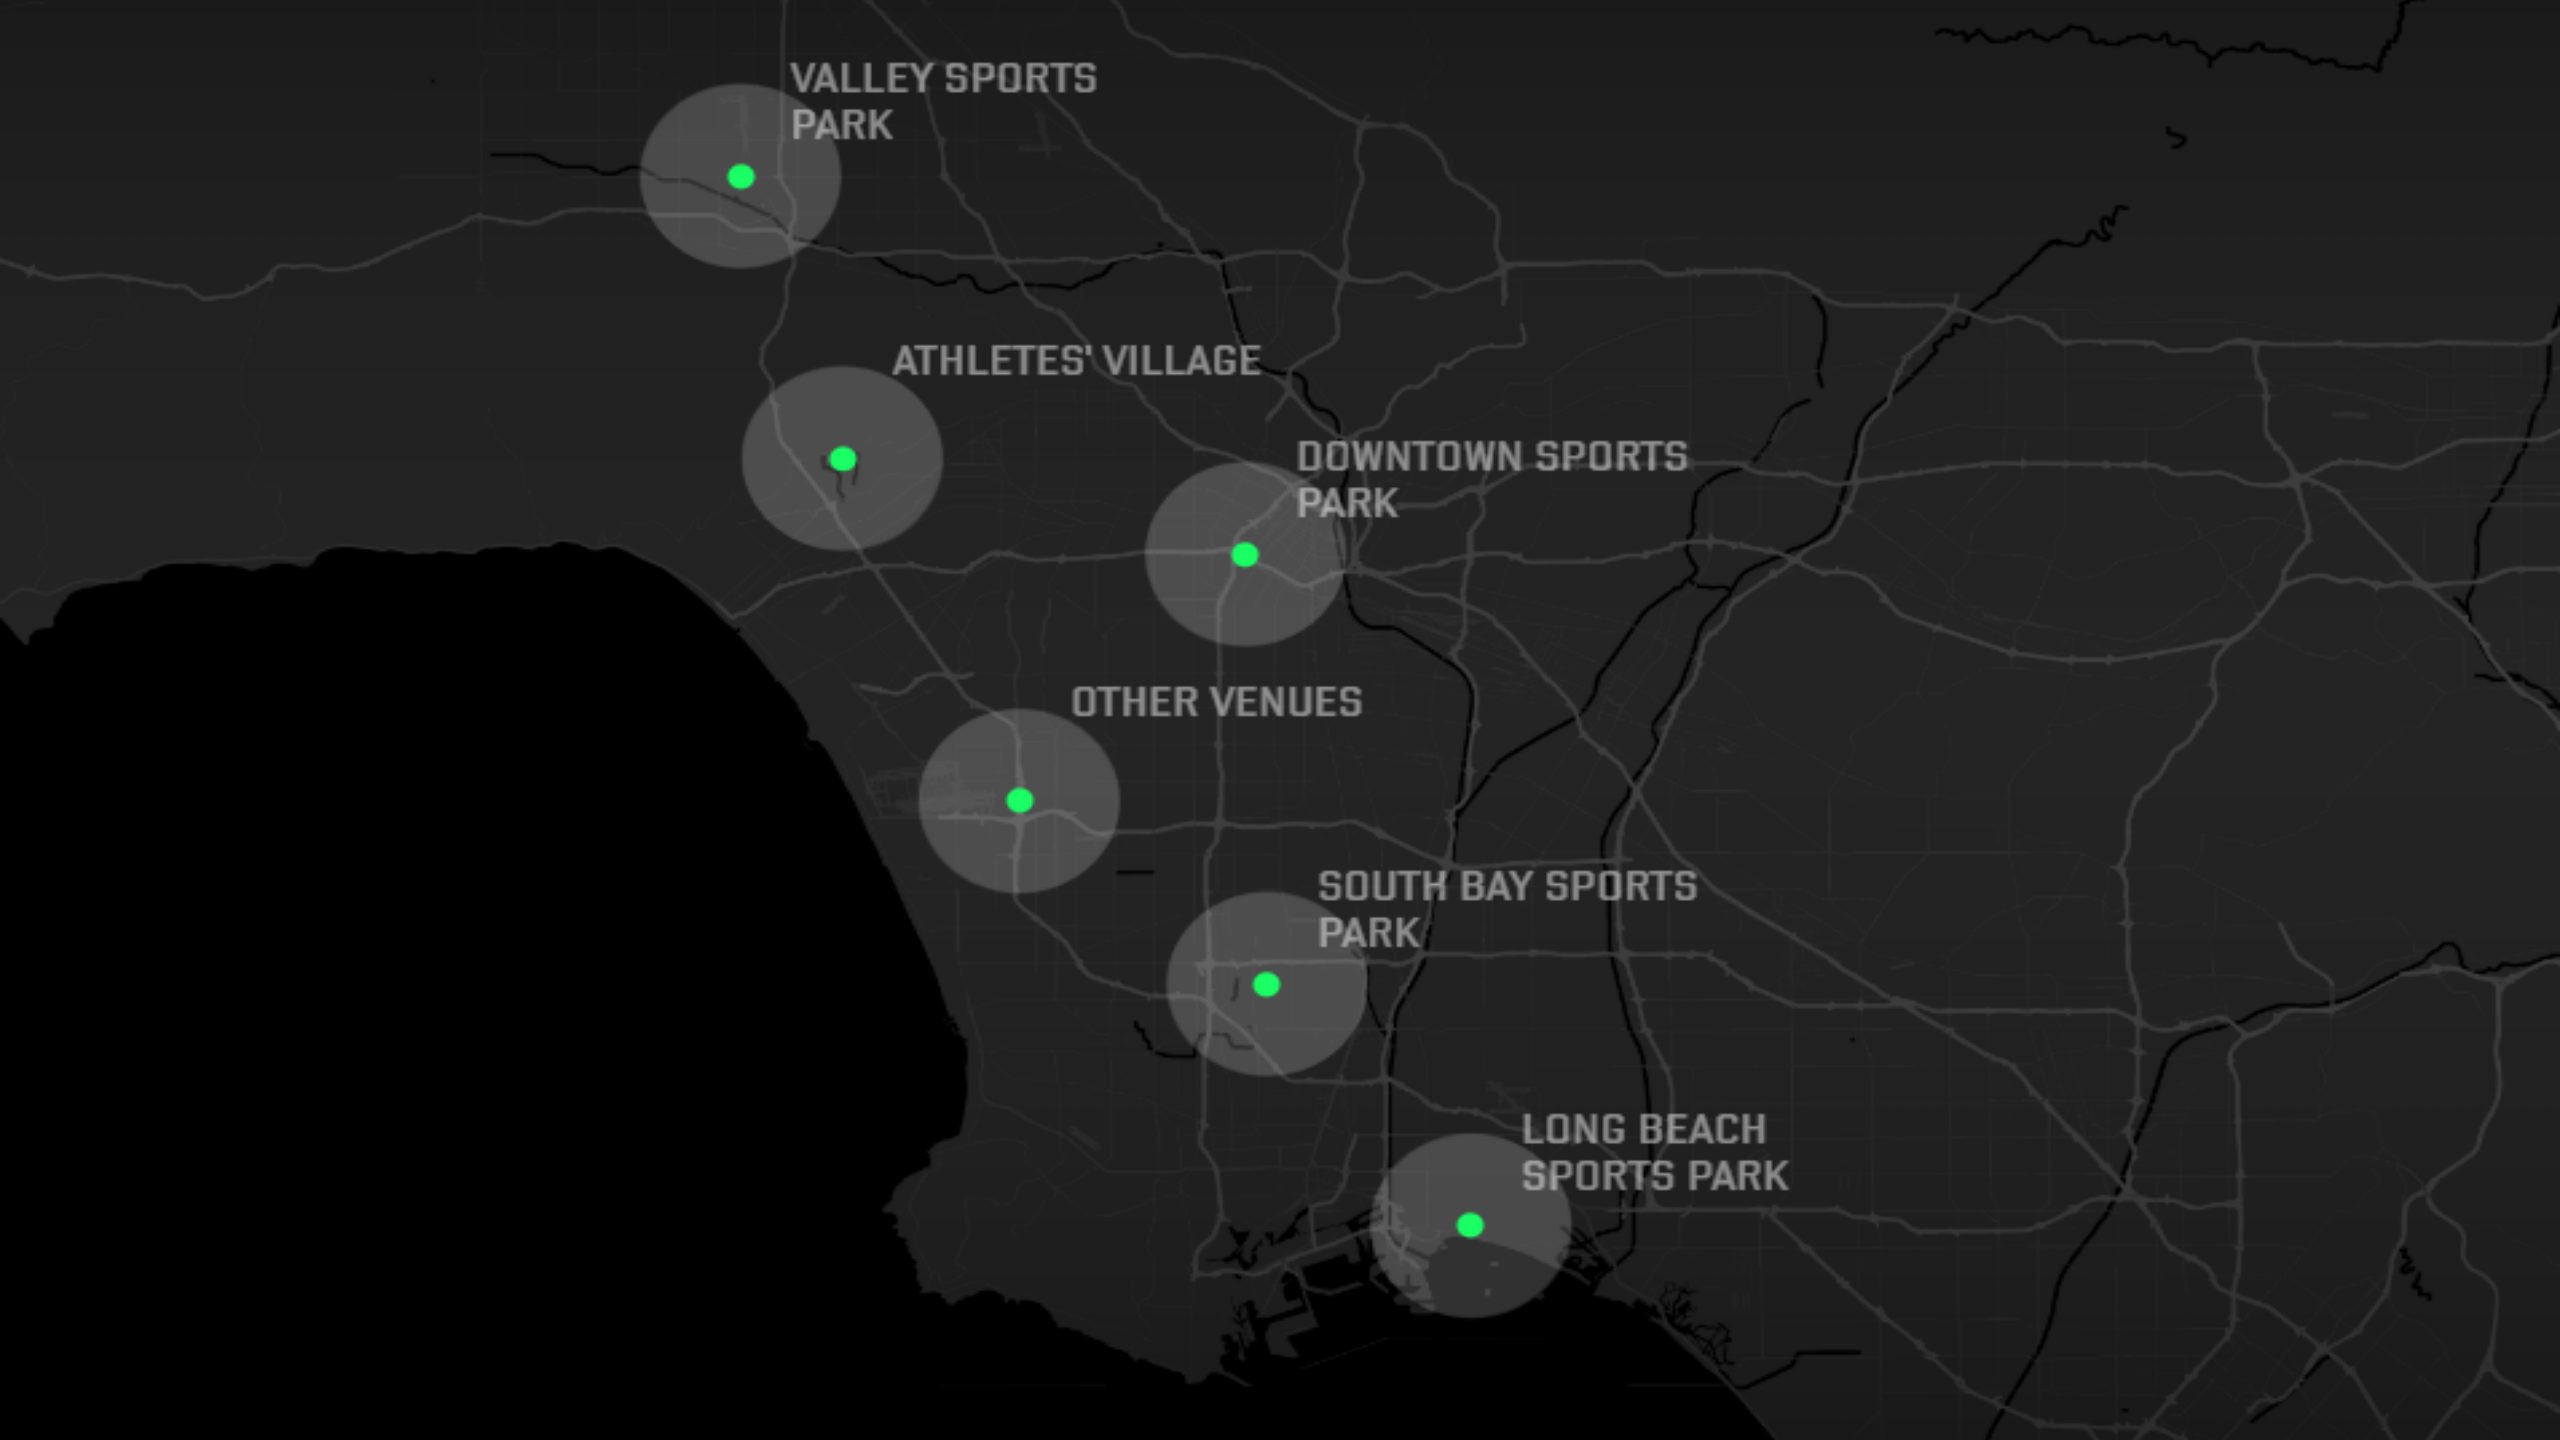 VALLEY SPORTS
PARK
ATHLETES' VILLAGE
DOWNTOWN SPORTS
PARK
OTHER VENUES
SOUTH BAY SPORTS
PARK
LONG BEACH
SPORTS PARK